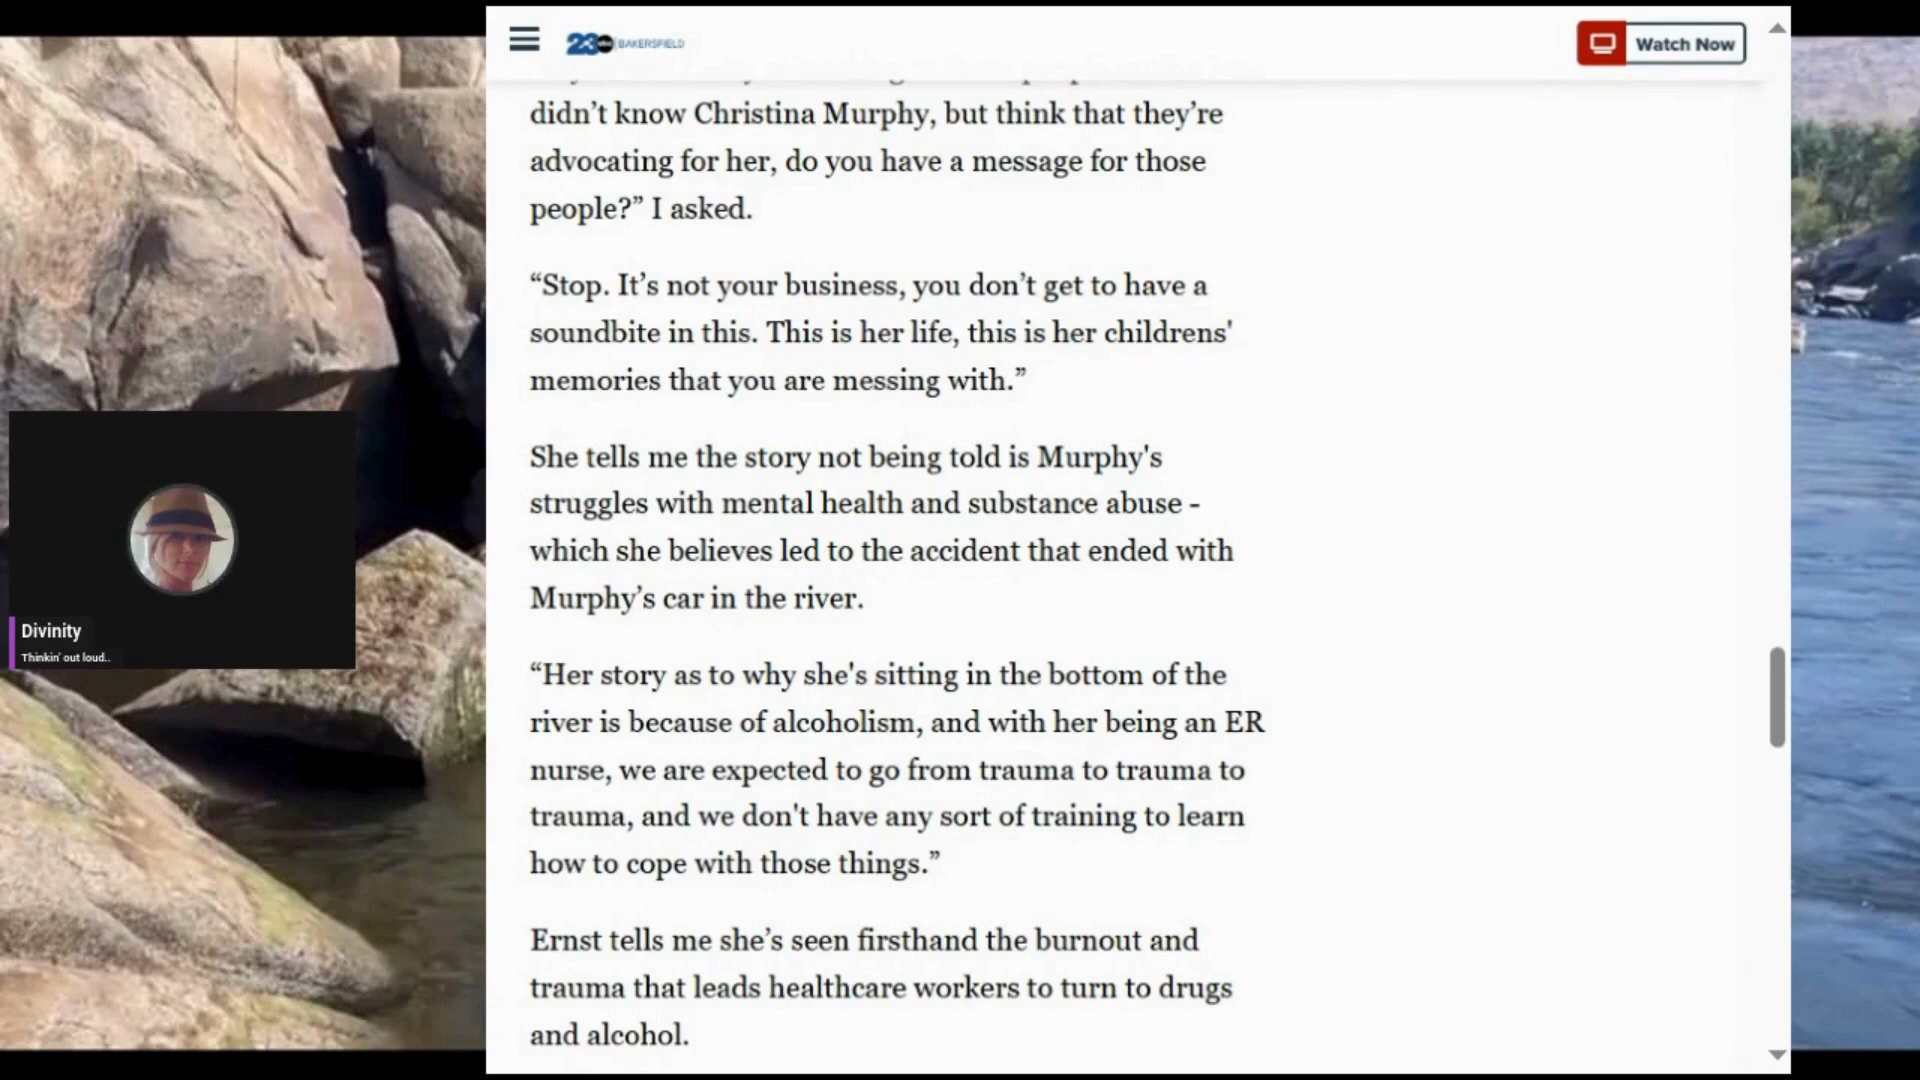 23 abc BAKERSFIELD
Watch Now
didn’t know Christina Murphy, but think that they’re
advocating for her, do you have a message for those
people?” I asked.
“Stop. It’s not your business, you don’t get to have a
soundbite in this. This is her life, this is her childrens'
memories that you are messing with.”
She tells me the story not being told is Murphy's
struggles with mental health and substance abuse -
which she believes led to the accident that ended with
Murphy’s car in the river.
“Her story as to why she's sitting in the bottom of the
river is because of alcoholism, and with her being an ER
nurse, we are expected to go from trauma to trauma to
trauma, and we don't have any sort of training to learn
how to cope with those things.”
Ernst tells me she’s seen firsthand the burnout and
trauma that leads healthcare workers to turn to drugs
and alcohol.
Divinity
Thinkin' out loud..